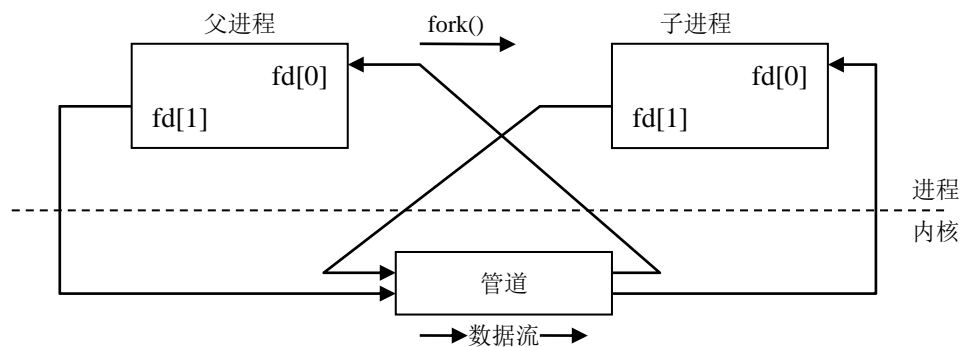 父进程
fork()
子进程
fd[0]
fd[1]
fd[0]
fd[1]
进程
内核
管道
数据流